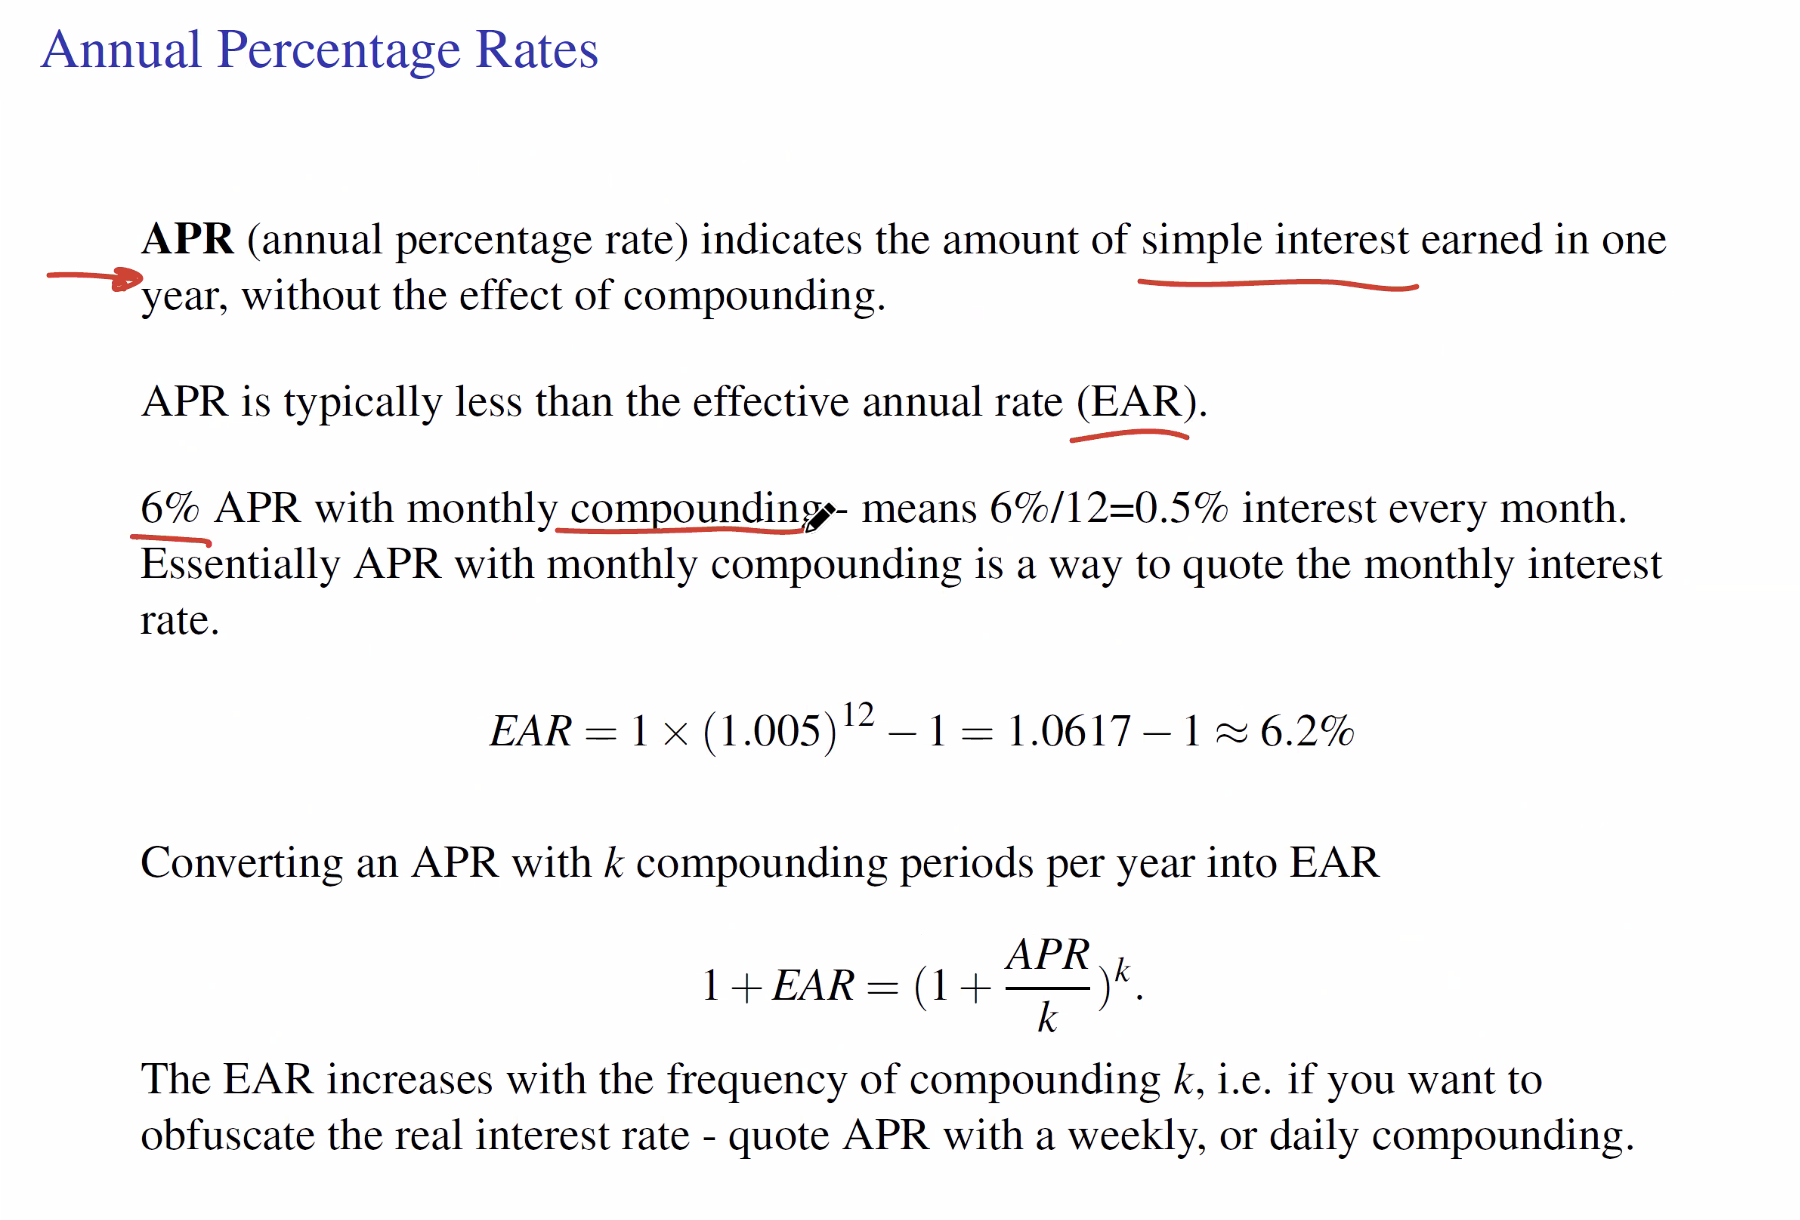 Annual Percentage Rates
APR (annual percentage rate) indicates the amount of simple interest earned in one
year, without the effect of compounding.
APR is typically less than the effective annual rate (EAR).
6% APR with monthly compounding - means 6%/12=0.5% interest every month.
Essentially APR with monthly compounding is a way to quote the monthly interest
rate.
EAR = 1 × (1.005)^12 − 1 = 1.0617 − 1 ≈ 6.2%
Converting an APR with k compounding periods per year into EAR
1 + EAR = (1 + APR/k)^k.
The EAR increases with the frequency of compounding k, i.e. if you want to
obfuscate the real interest rate - quote APR with a weekly, or daily compounding.